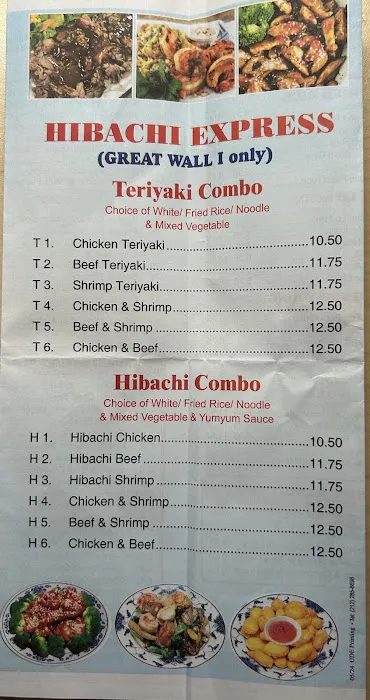 HIBACHI EXPRESS
(GREAT WALL I only)
Teriyaki Combo
Choice of White/ Fried Rice/ Noodle
& Mixed Vegetable
T 1. Chicken Teriyaki..............................10.50
T 2. Beef Teriyaki..................................11.75
T 3. Shrimp Teriyaki...............................11.75
T 4. Chicken & Shrimp............................12.50
T 5. Beef & Shrimp ................................12.50
T 6. Chicken & Beef...............................12.50
Hibachi Combo
Choice of White/ Fried Rice/ Noodle
& Mixed Vegetable & Yumyum Sauce
H 1. Hibachi Chicken..............................10.50
H 2. Hibachi Beef ..................................11.75
H 3. Hibachi Shrimp ...............................11.75
H 4. Chicken & Shrimp............................12.50
H 5. Beef & Shrimp ................................12.50
H 6. Chicken & Beef...............................12.50